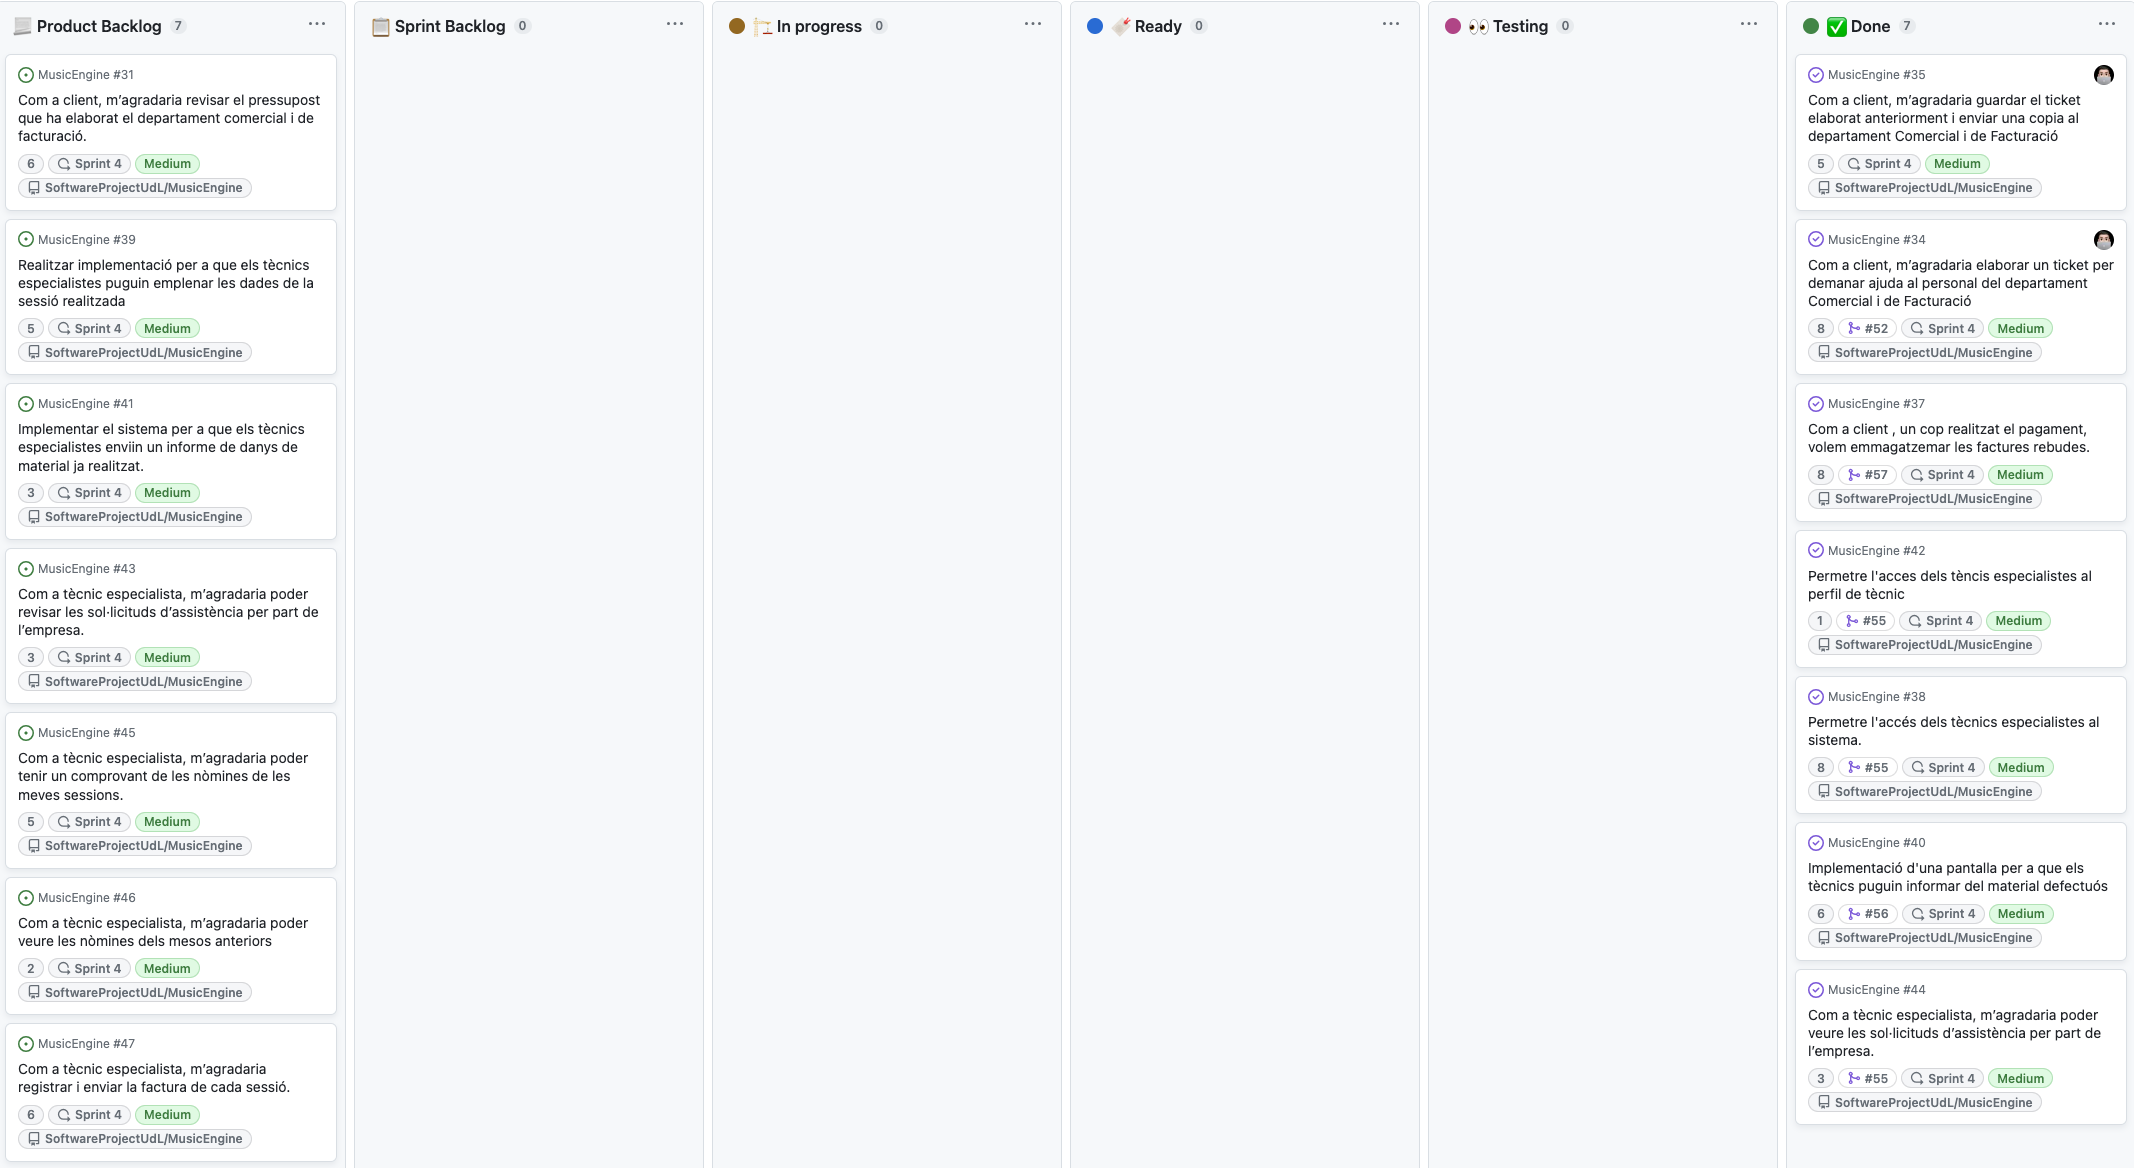 Product Backlog 7
MusicEngine #31
Com a client, m’agradaria revisar el pressupost
que ha elaborat el departament comercial i de
facturació.
6 Sprint 4 Medium
SoftwareProjectUdL/MusicEngine
MusicEngine #39
Realitzar implementació per a que els tècnics
especialistes puguin emplenar les dades de la
sessió realitzada
5 Sprint 4 Medium
SoftwareProjectUdL/MusicEngine
MusicEngine #41
Implementar el sistema per a que els tècnics
especialistes enviin un informe de danys de
material ja realitzat.
3 Sprint 4 Medium
SoftwareProjectUdL/MusicEngine
MusicEngine #43
Com a tècnic especialista, m’agradaria poder
revisar les sol·licituds d’assistència per part de
l’empresa.
3 Sprint 4 Medium
SoftwareProjectUdL/MusicEngine
MusicEngine #45
Com a tècnic especialista, m’agradaria poder
tenir un comprovant de les nòmines de les
meves sessions.
5 Sprint 4 Medium
SoftwareProjectUdL/MusicEngine
MusicEngine #46
Com a tècnic especialista, m’agradaria poder
veure les nòmines dels mesos anteriors
2 Sprint 4 Medium
SoftwareProjectUdL/MusicEngine
MusicEngine #47
Com a tècnic especialista, m’agradaria
registrar i enviar la factura de cada sessió.
6 Sprint 4 Medium
SoftwareProjectUdL/MusicEngine
Sprint Backlog 0
In progress 0
Ready 0
Testing 0
Done 7
MusicEngine #35
Com a client, m’agradaria guardar el ticket
elaborat anteriorment i enviar una copia al
departament Comercial i de Facturació
5 Sprint 4 Medium
SoftwareProjectUdL/MusicEngine
MusicEngine #34
Com a client, m’agradaria elaborar un ticket per
demanar ajuda al personal del departament
Comercial i de Facturació
8 #52 Sprint 4 Medium
SoftwareProjectUdL/MusicEngine
MusicEngine #37
Com a client , un cop realitzat el pagament,
volem emmagatzemar les factures rebudes.
8 #57 Sprint 4 Medium
SoftwareProjectUdL/MusicEngine
MusicEngine #42
Permetre l'acces dels tèncis especialistes al
perfil de tècnic
1 #55 Sprint 4 Medium
SoftwareProjectUdL/MusicEngine
MusicEngine #38
Permetre l'accés dels tècnics especialistes al
sistema.
8 #55 Sprint 4 Medium
SoftwareProjectUdL/MusicEngine
MusicEngine #40
Implementació d'una pantalla per a que els
tècnics puguin informar del material defectuós
6 #56 Sprint 4 Medium
SoftwareProjectUdL/MusicEngine
MusicEngine #44
Com a tècnic especialista, m’agradaria poder
veure les sol·licituds d’assistència per part de
l’empresa.
3 #55 Sprint 4 Medium
SoftwareProjectUdL/MusicEngine